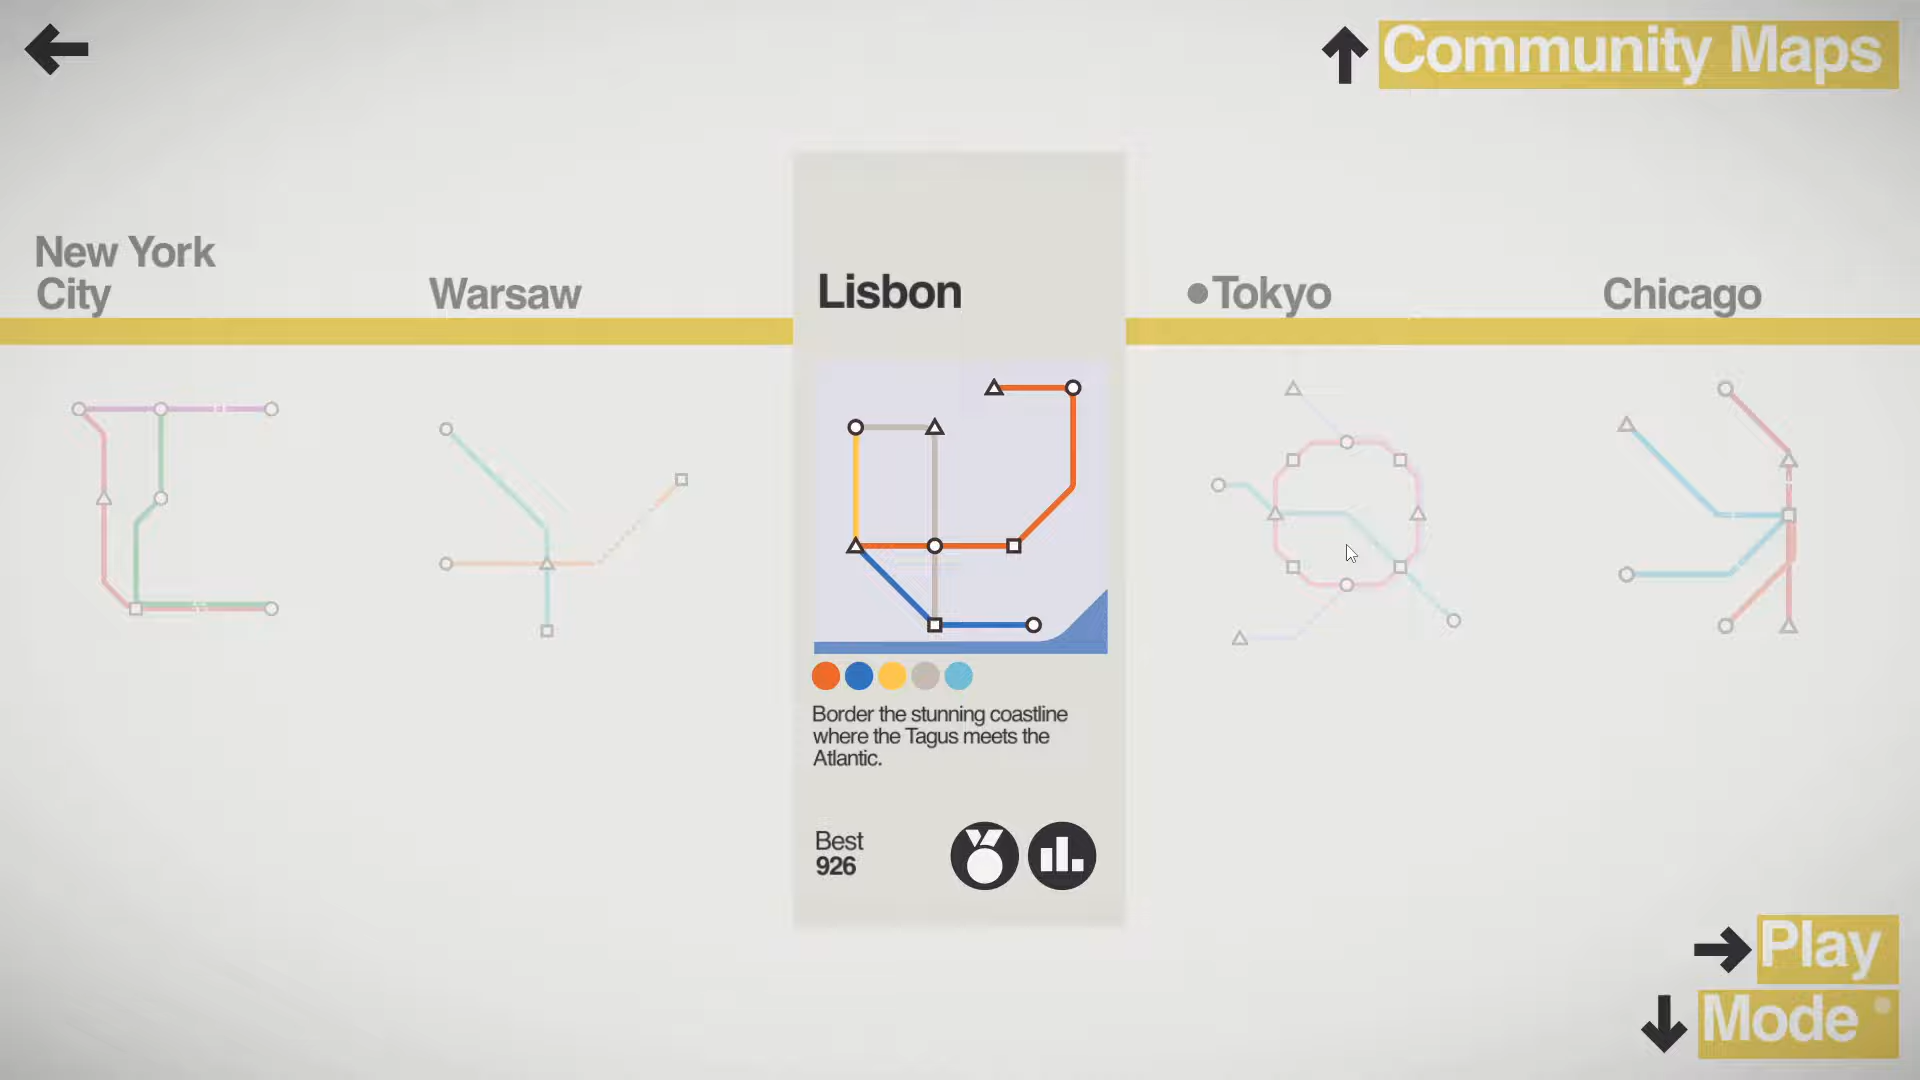 Community Maps
New York
City
Warsaw
Lisbon
Tokyo
Chicago
Border the stunning coastline
where the Tagus meets the
Atlantic.
Best
926
Play
Mode